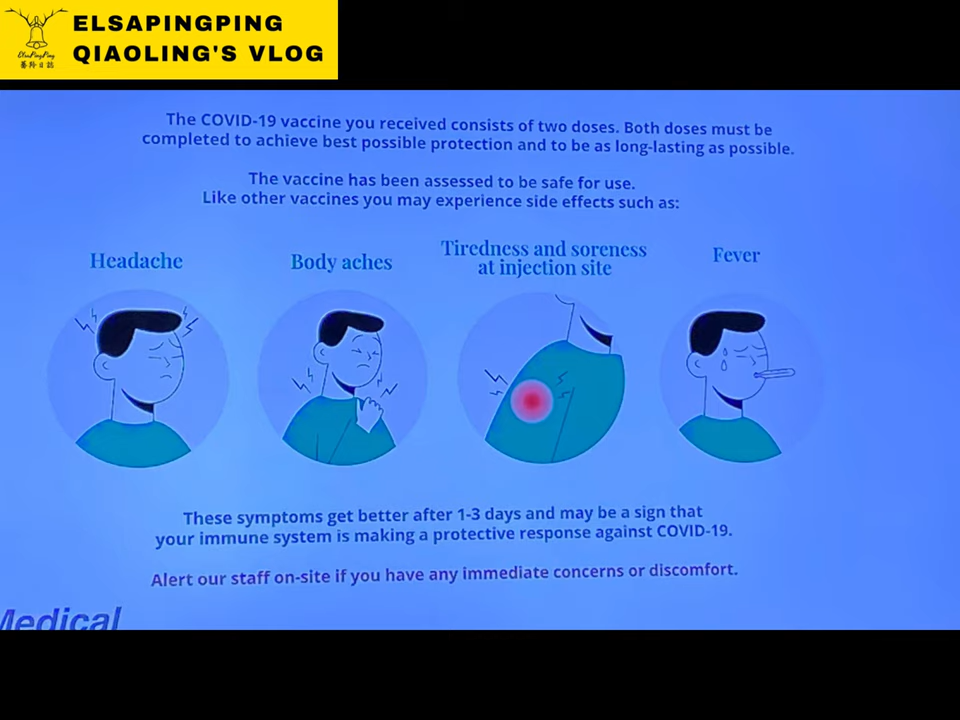 ELSAPINGPING
QIAOLING'S VLOG
ElsaPingPing
The COVID-19 vaccine you received consists of two doses. Both doses must be
completed to achieve best possible protection and to be as long-lasting as possible.
The vaccine has been assessed to be safe for use.
Like other vaccines you may experience side effects such as:
Headache
Body aches
Tiredness and soreness
at injection site
Fever
These symptoms get better after 1-3 days and may be a sign that
your immune system is making a protective response against COVID-19.
Alert our staff on-site if you have any immediate concerns or discomfort.
Medical